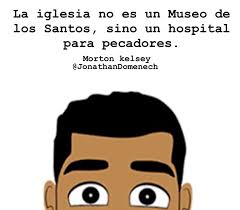 La iglesia no es un Museo de
los Santos, sino un hospital
para pecadores.
Morton kelsey
@JonathanDomenech